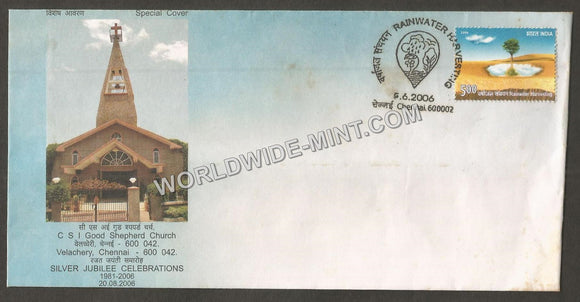 विशेष आवरण Special Cover
वर्षाजल संचयन RAINWATER HARVESTING
5.6.2006
चेन्नई Chennai 600002
भारत INDIA
500 वर्षाजल संचयन Rainwater Harvesting
WORLDWIDE-MINT.COM
सी एस आई गुड शेपर्ड चर्च
C S I Good Shepherd Church
वेलचेरी, चेन्नई - 600 042.
Velachery, Chennai - 600 042.
रजत जयंती समारोह
SILVER JUBILEE CELEBRATIONS
1981-2006
20.08.2006